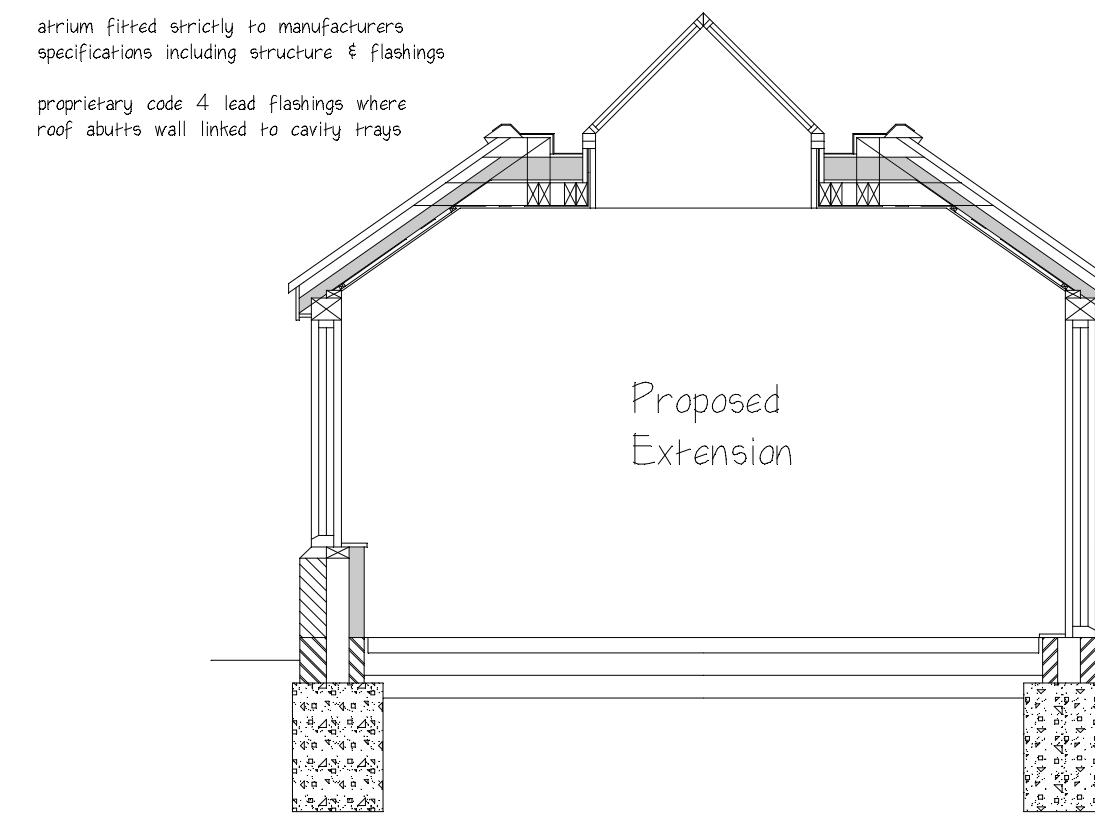 atrium fitted strictly to manufacturers
specifications including structure & flashings
proprietary code 4 lead flashings where
roof abutts wall linked to cavity trays
Proposed
Extension